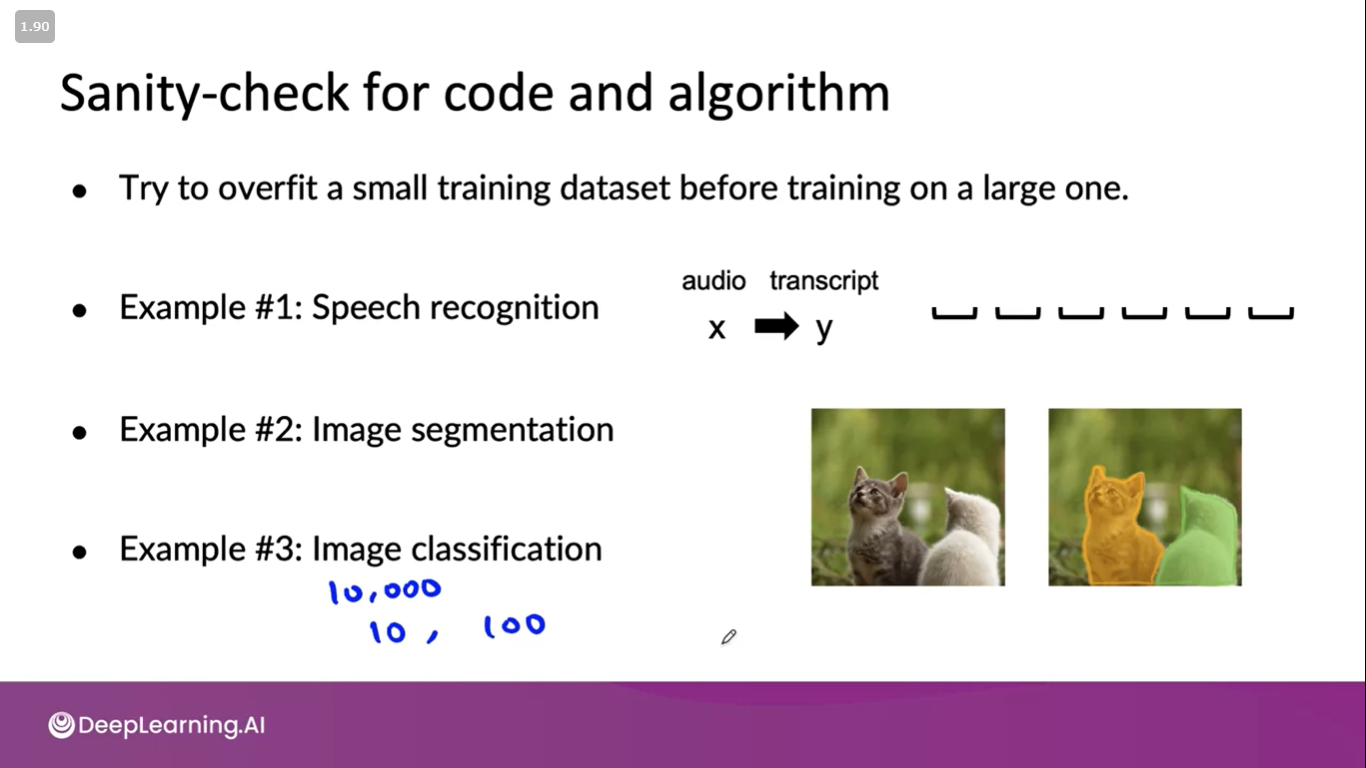 1.90
Sanity-check for code and algorithm
● Try to overfit a small training dataset before training on a large one.
● Example #1: Speech recognition
audio transcript
x y
● Example #2: Image segmentation
● Example #3: Image classification
10,000
10, 100
DeepLearning.AI